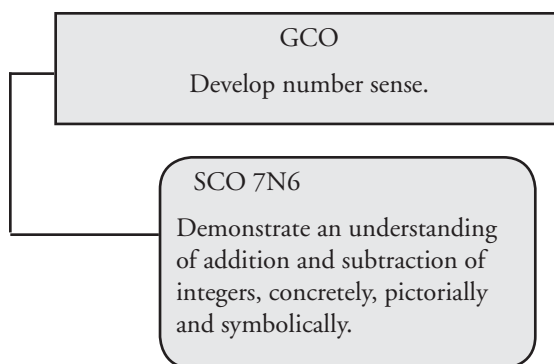 GCO
Develop number sense.
SCO 7N6
Demonstrate an understanding
of addition and subtraction of
integers, concretely, pictorially
and symbolically.